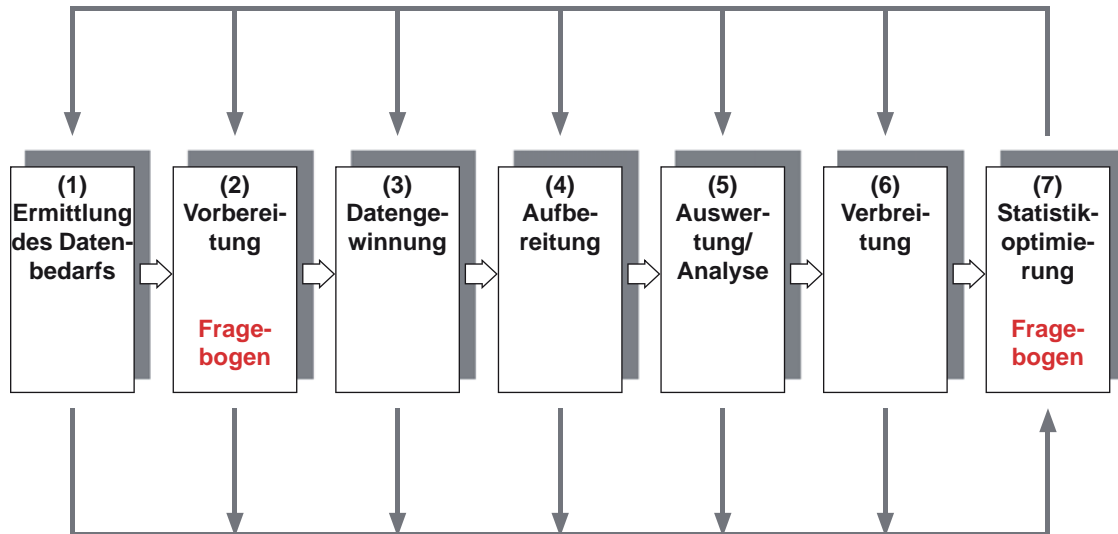 (1)
Ermittlung
des Daten-
bedarfs
(2)
Vorberei-
tung
Frage-
bogen
(3)
Datenge-
winnung
(4)
Aufbe-
reitung
(5)
Auswer-
tung/
Analyse
(6)
Verbrei-
tung
(7)
Statistik-
optimie-
rung
Frage-
bogen